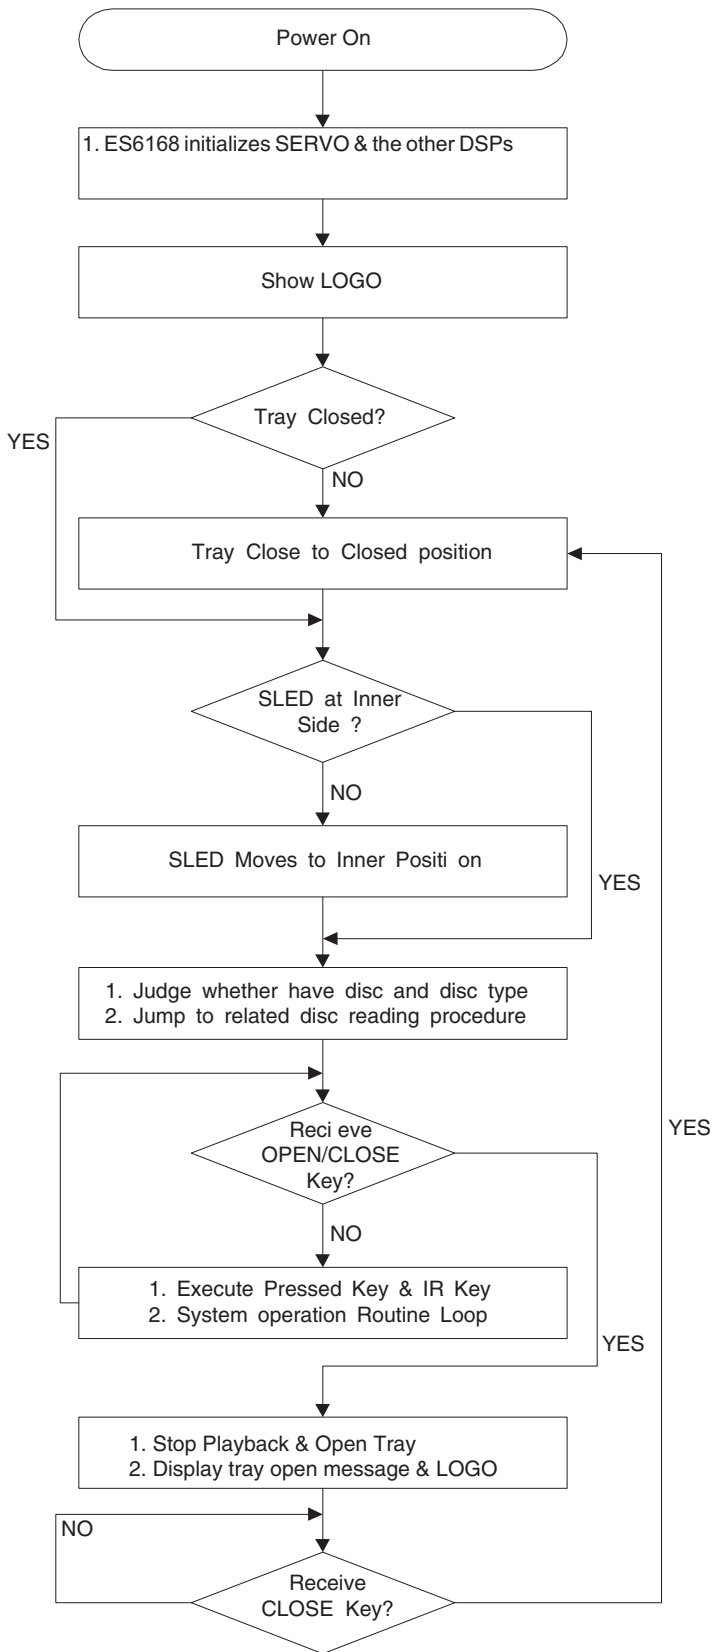 Power On
1. ES6168 initializes SERVO & the other DSPs
Show LOGO
Tray Closed?
YES
NO
Tray Close to Closed position
SLED at Inner
Side ?
NO
SLED Moves to Inner Positi on
YES
1. Judge whether have disc and disc type
2. Jump to related disc reading procedure
Reci eve
OPEN/CLOSE
Key?
YES
NO
1. Execute Pressed Key & IR Key
2. System operation Routine Loop
YES
1. Stop Playback & Open Tray
2. Display tray open message & LOGO
NO
Receive
CLOSE Key?